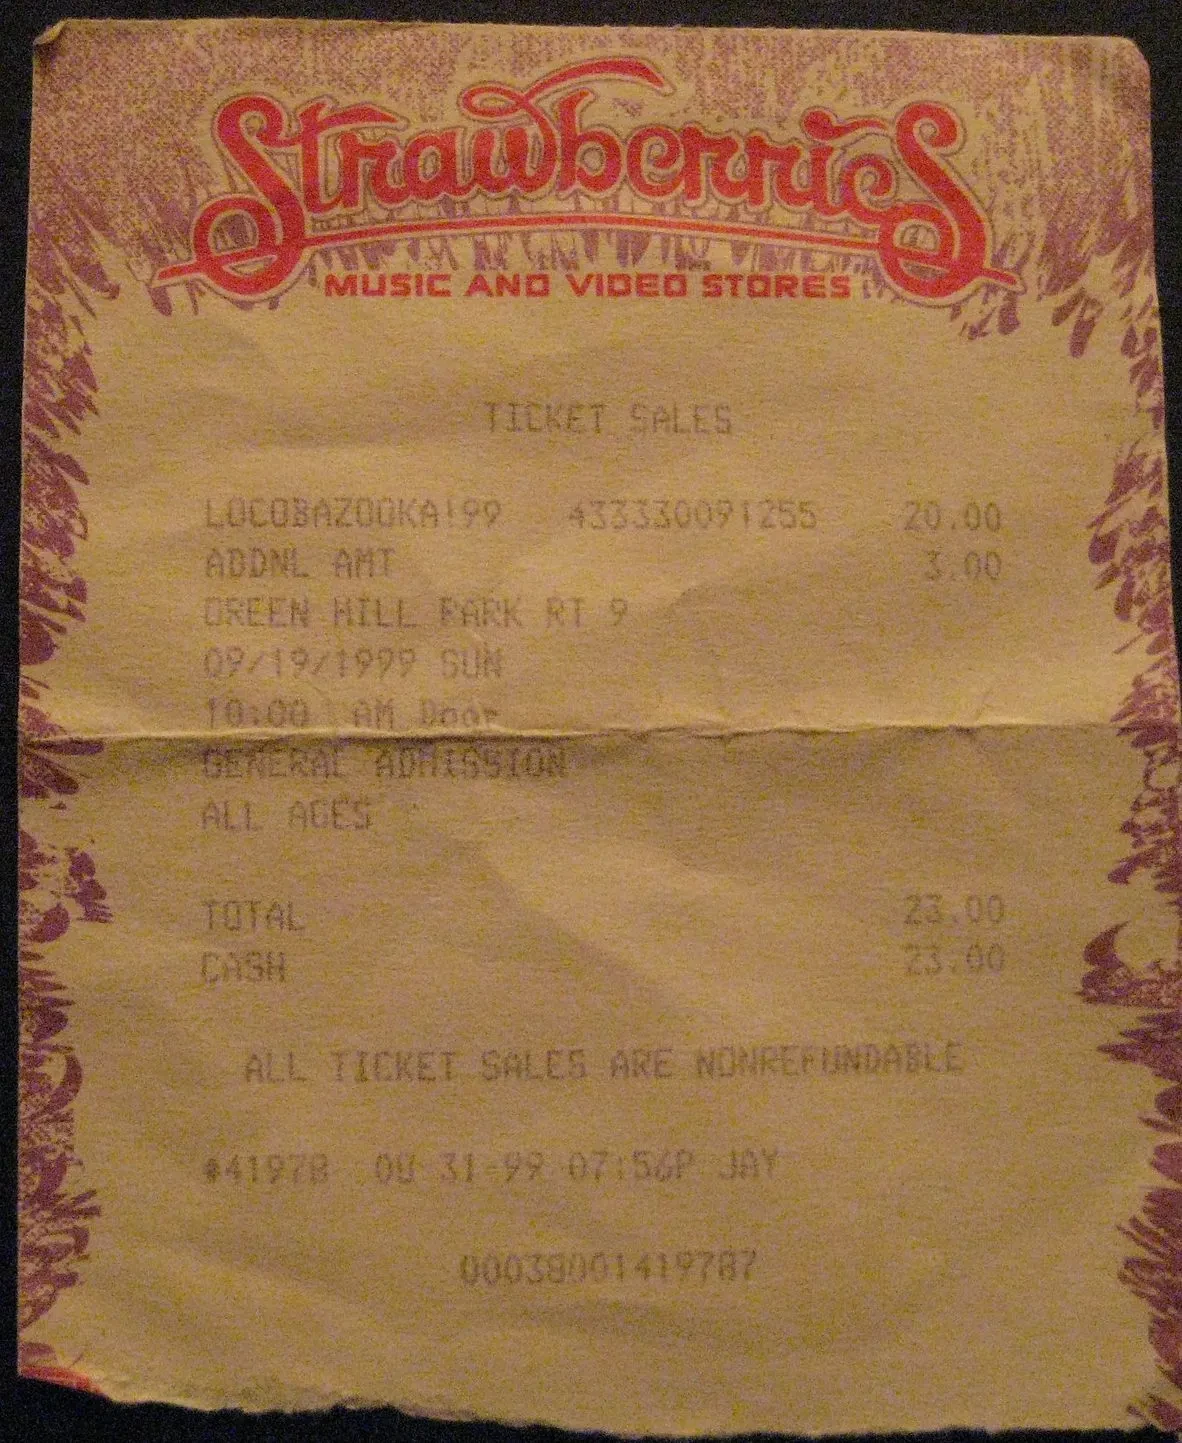 Strawberries
MUSIC AND VIDEO STORES
TICKET SALES
LOCOBAZOOKA!99 433330091255 20.00
ADDNL AMT 3.00
GREEN HILL PARK RT 9
09/19/1999 SUN
10:00 AM Door
GENERAL ADMISSION
ALL AGES
TOTAL 23.00
CASH 23.00
ALL TICKET SALES ARE NONREFUNDABLE
08-31-99 07:56P JAY